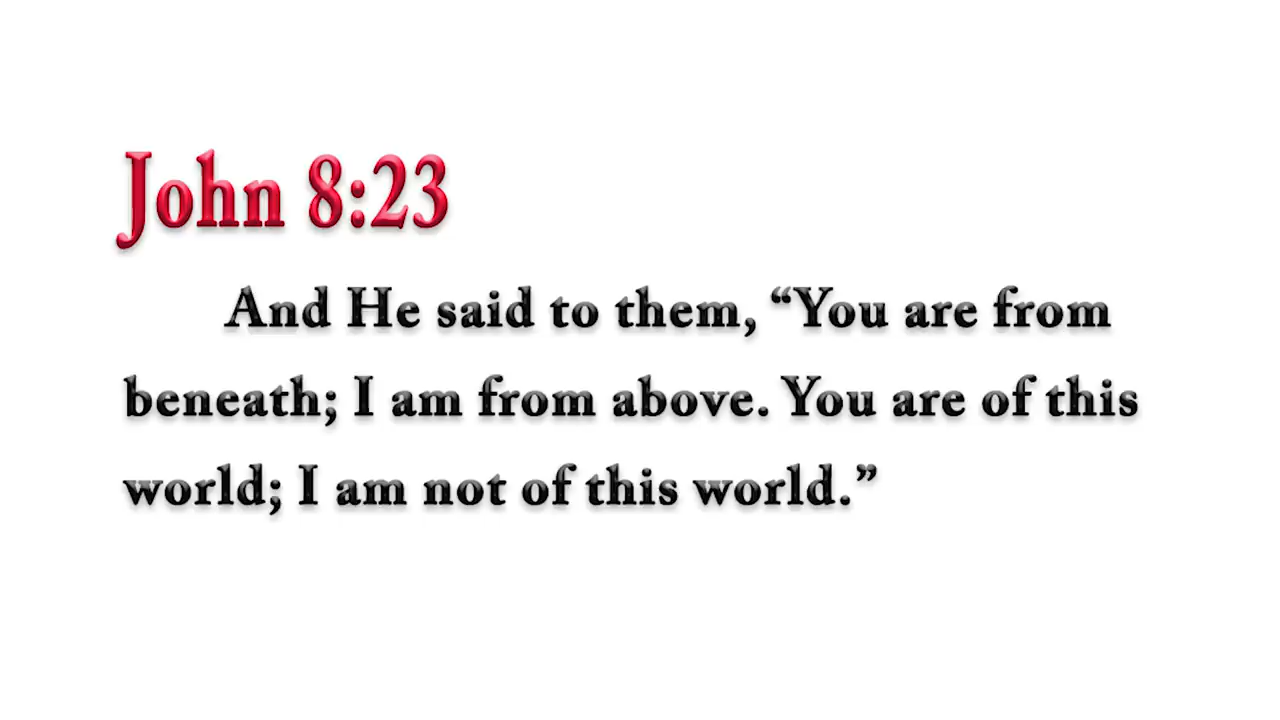 John 8:23
And He said to them, “You are from
beneath; I am from above. You are of this
world; I am not of this world.”